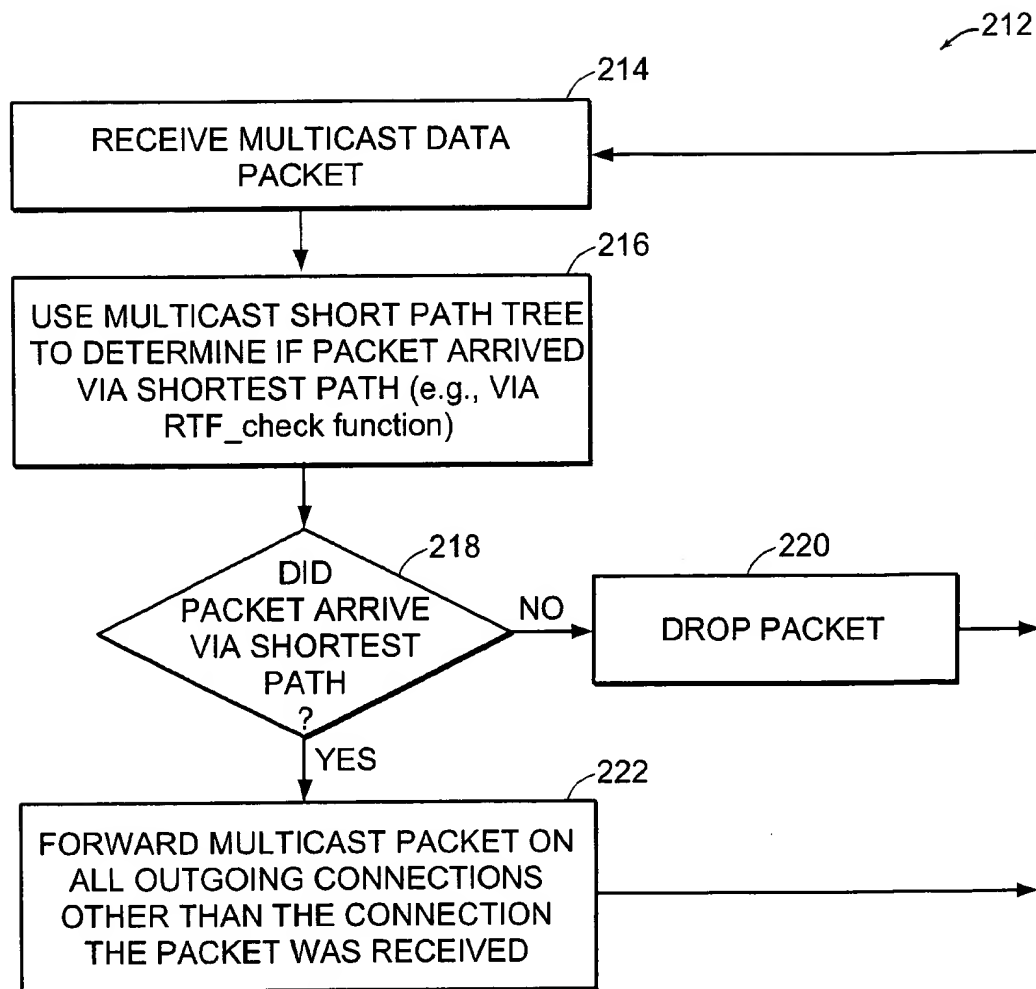 212
214
RECEIVE MULTICAST DATA
PACKET
216
USE MULTICAST SHORT PATH TREE
TO DETERMINE IF PACKET ARRIVED
VIA SHORTEST PATH (e.g., VIA
RTF_check function)
218
DID
PACKET ARRIVE
VIA SHORTEST
PATH
?
NO
220
DROP PACKET
YES
222
FORWARD MULTICAST PACKET ON
ALL OUTGOING CONNECTIONS
OTHER THAN THE CONNECTION
THE PACKET WAS RECEIVED